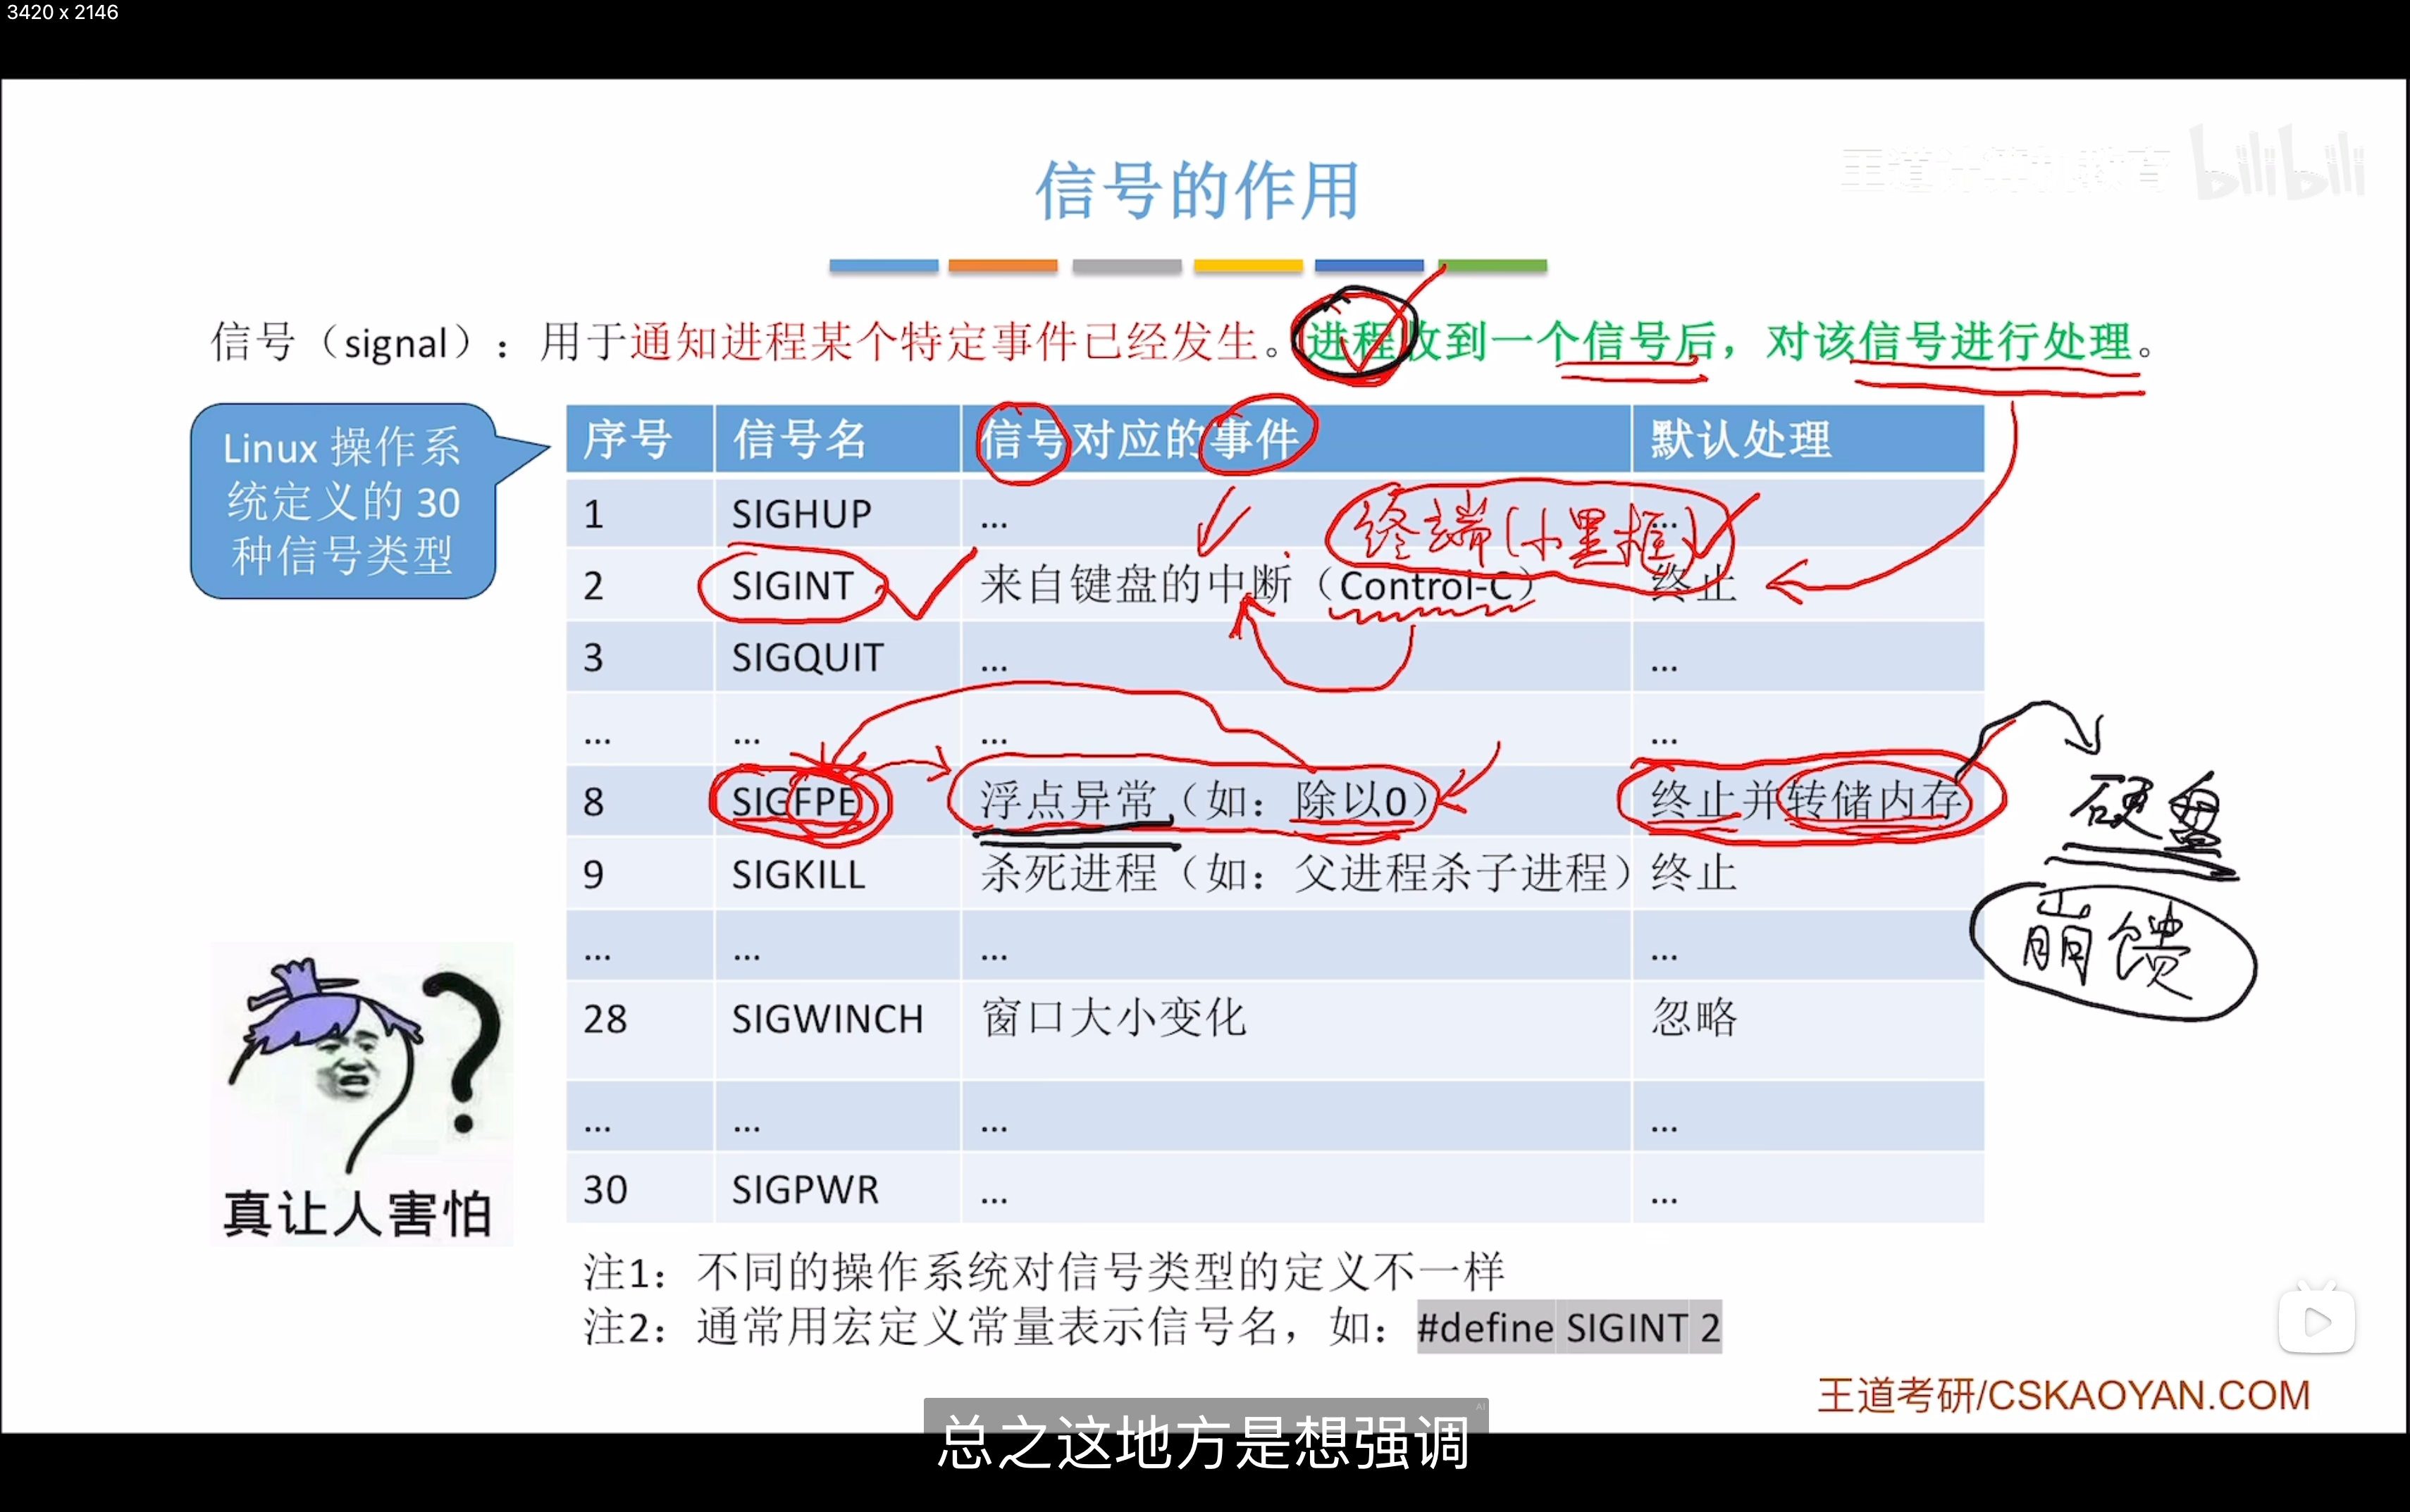 3420 x 2146
信号的作用
信号（signal）：用于通知进程某个特定事件已经发生。进程收到一个信号后，对该信号进行处理。
Linux 操作系
统定义的 30
种信号类型
序号 信号名 信号对应的事件 默认处理
1 SIGHUP ... ...
终端(小黑框)
2 SIGINT 来自键盘的中断（Control-C） 终止
3 SIGQUIT ... ...
... ... ... ...
8 SIGFPE 浮点异常（如：除以0） 终止并转储内存
硬盘
9 SIGKILL 杀死进程（如：父进程杀子进程） 终止
崩溃
... ... ... ...
28 SIGWINCH 窗口大小变化 忽略
... ... ... ...
30 SIGPWR ... ...
?
真让人害怕
注1：不同的操作系统对信号类型的定义不一样
注2：通常用宏定义常量表示信号名，如：#define SIGINT 2
王道考研/CSKAOYAN.COM
总之这地方是想强调
AI
bilibili